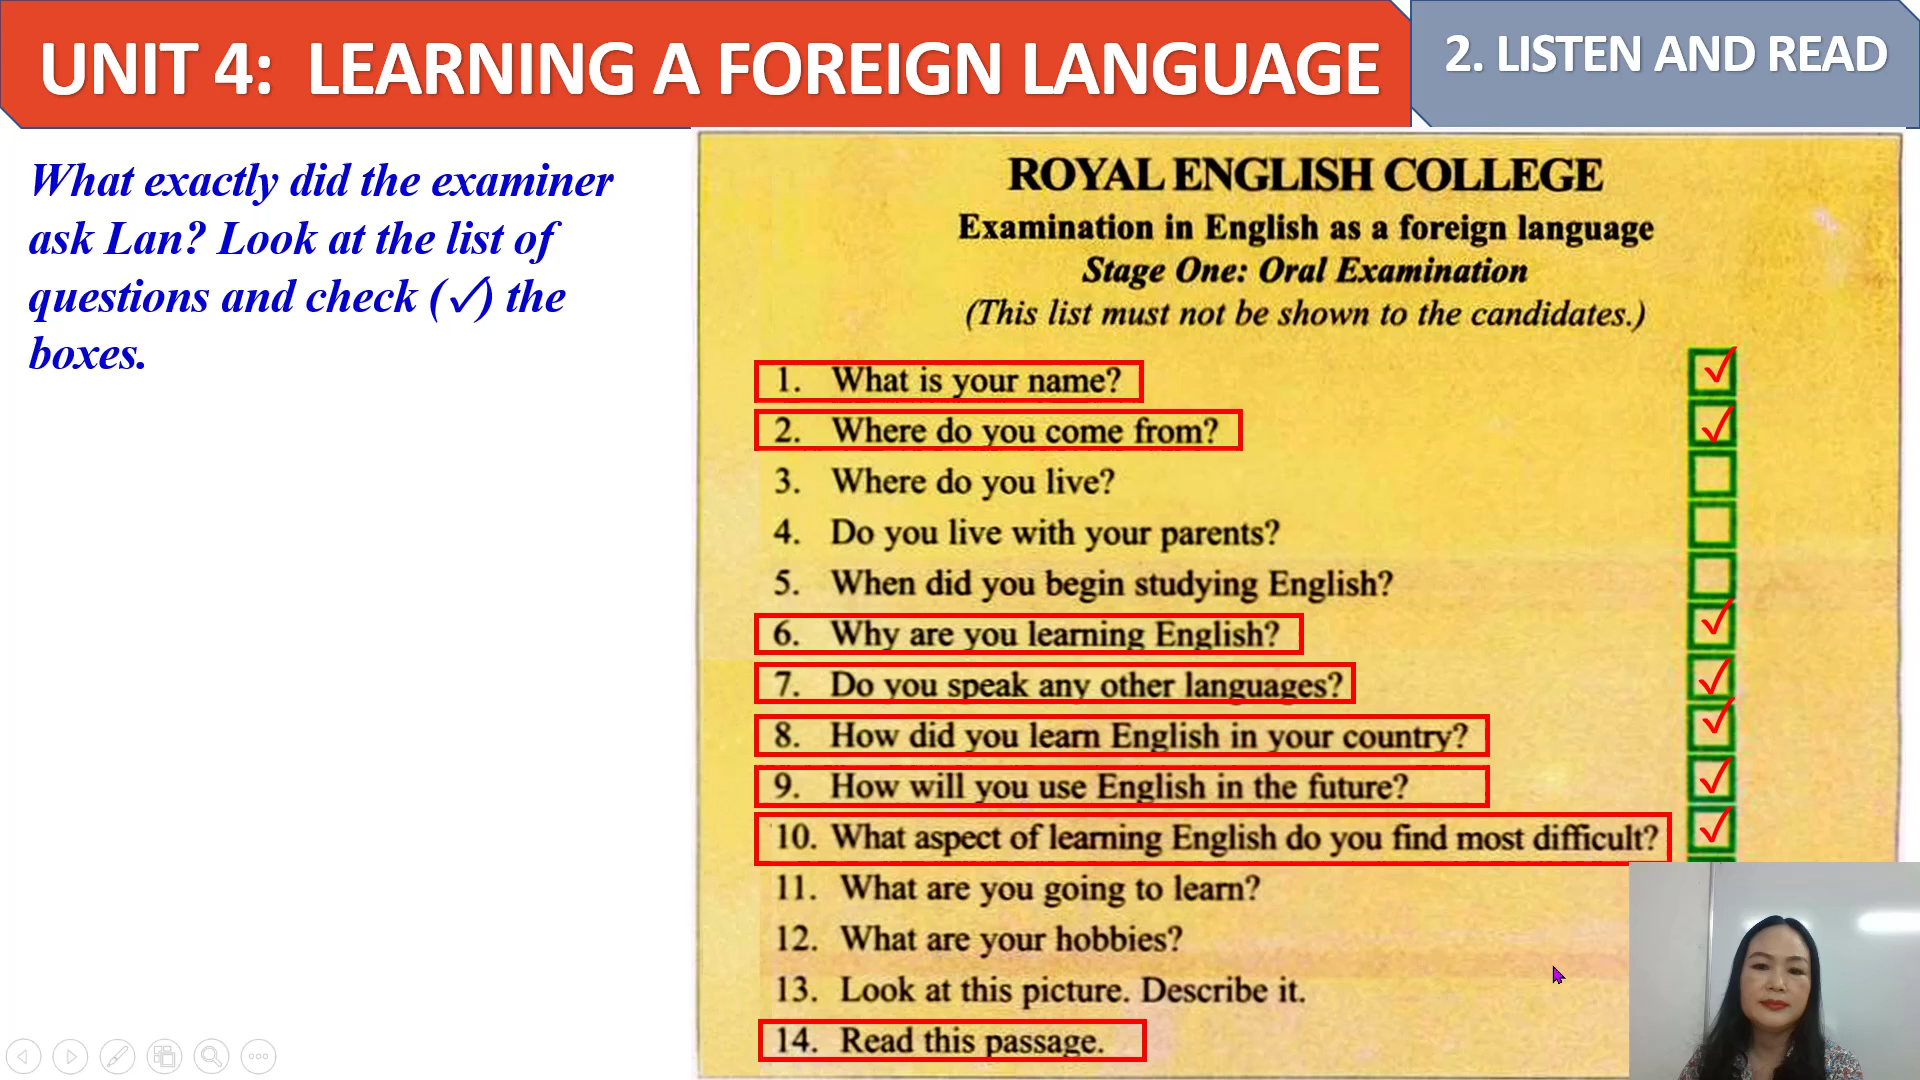 UNIT 4: LEARNING A FOREIGN LANGUAGE
2. LISTEN AND READ
What exactly did the examiner
ask Lan? Look at the list of
questions and check (✓) the
boxes.
ROYAL ENGLISH COLLEGE
Examination in English as a foreign language
Stage One: Oral Examination
(This list must not be shown to the candidates.)
1. What is your name? ✓
2. Where do you come from? ✓
3. Where do you live?
4. Do you live with your parents?
5. When did you begin studying English?
6. Why are you learning English? ✓
7. Do you speak any other languages? ✓
8. How did you learn English in your country? ✓
9. How will you use English in the future? ✓
10. What aspect of learning English do you find most difficult? ✓
11. What are you going to learn?
12. What are your hobbies?
13. Look at this picture. Describe it.
14. Read this passage.